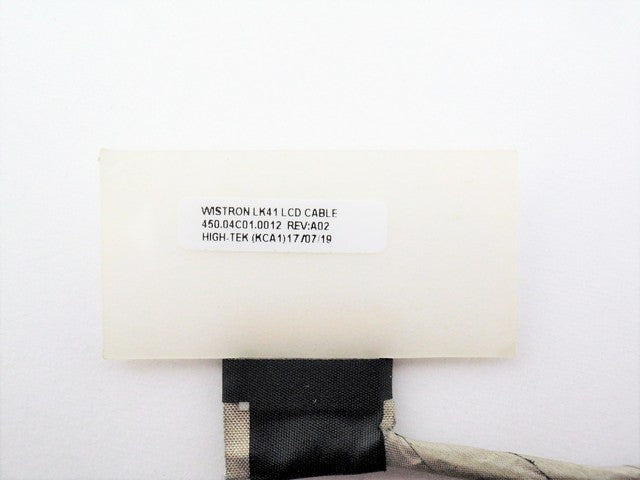 WISTRON LK41 LCD CABLE
450.04C01.0012 REV:A02
HIGH-TEK (KCA1)17/07/19